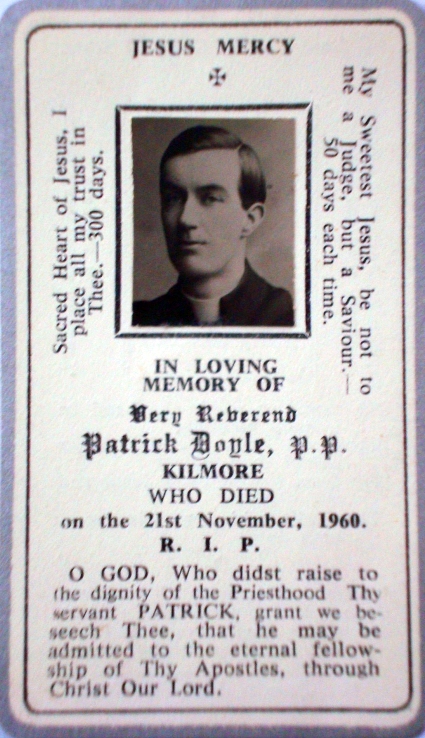 JESUS MERCY
Sacred Heart of Jesus, I
place all my trust in
Thee.—300 days.
My Sweetest Jesus, be not to
me a Judge, but a Saviour.—
50 days each time.
IN LOVING
MEMORY OF
Very Reverend
Patrick Doyle, P.P.
KILMORE
WHO DIED
on the 21st November, 1960.
R. I. P.
O GOD, Who didst raise to
the dignity of the Priesthood Thy
servant PATRICK, grant we be-
seech Thee, that he may be
admitted to the eternal fellow-
ship of Thy Apostles, through
Christ Our Lord.